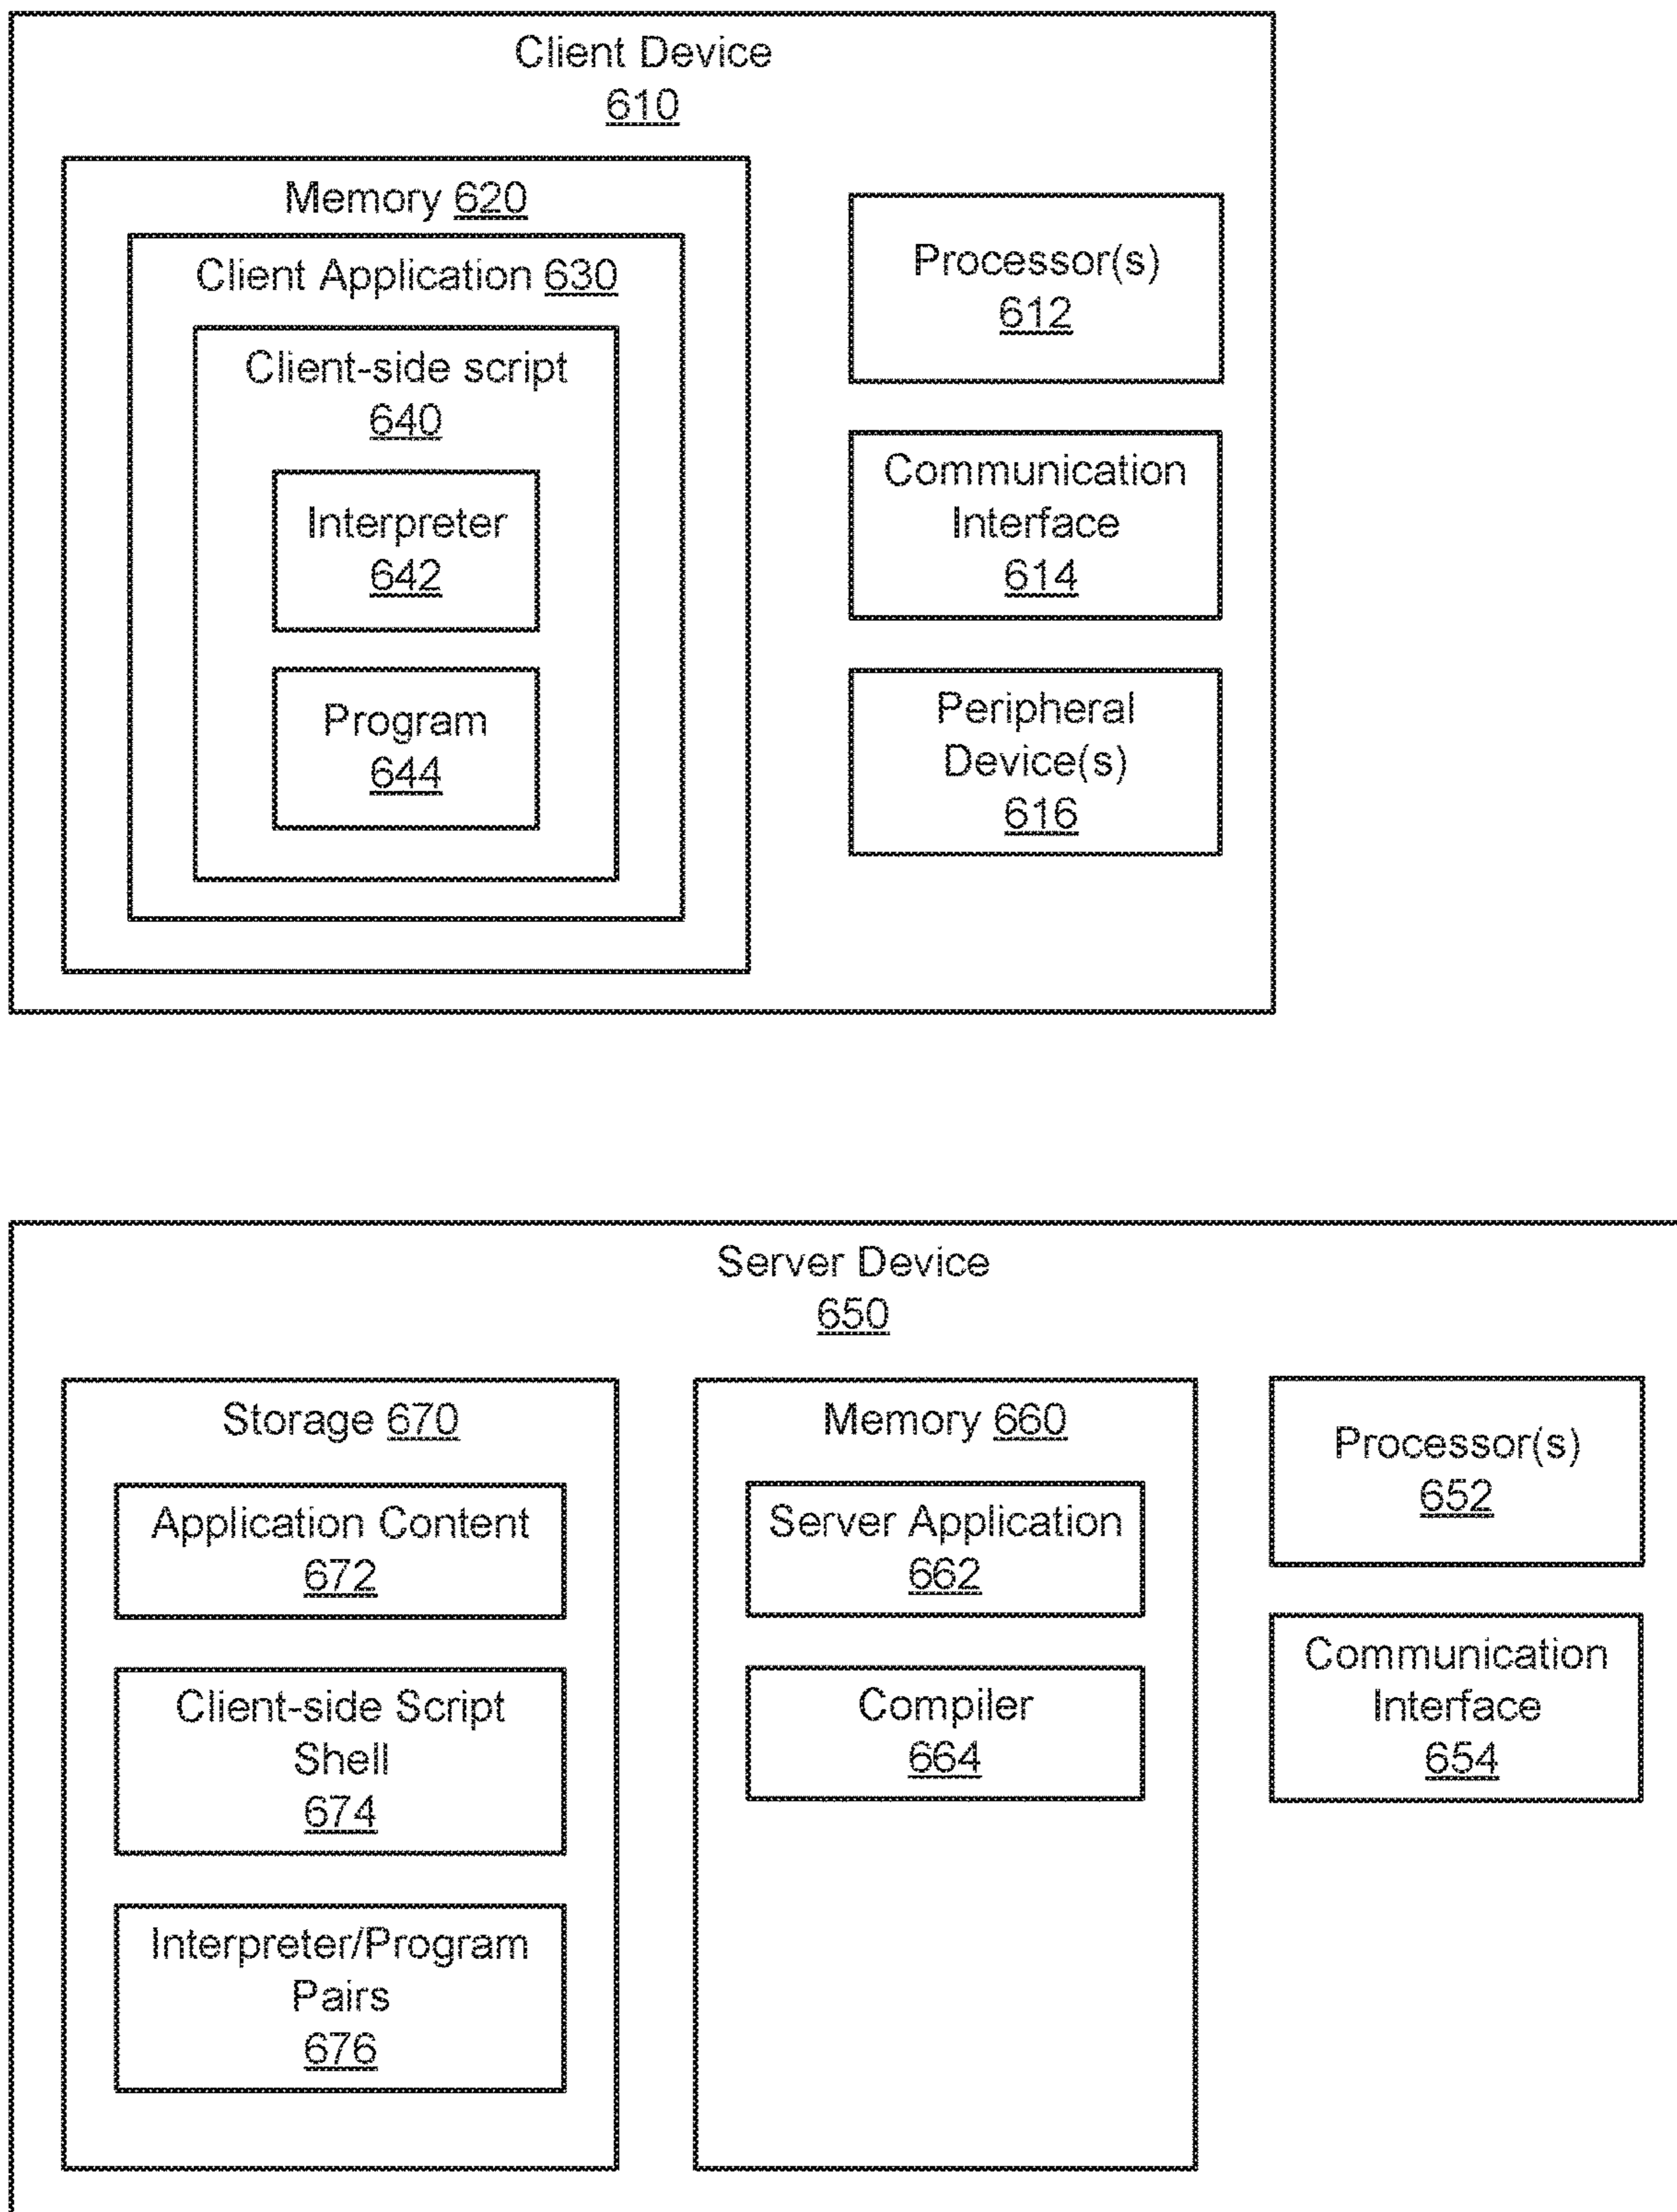 Client Device
610
Memory 620
Client Application 630
Client-side script
640
Interpreter
642
Program
644
Processor(s)
612
Communication
Interface
614
Peripheral
Device(s)
616
Server Device
650
Storage 670
Application Content
672
Client-side Script
Shell
674
Interpreter/Program
Pairs
676
Memory 660
Server Application
662
Compiler
664
Processor(s)
652
Communication
Interface
654